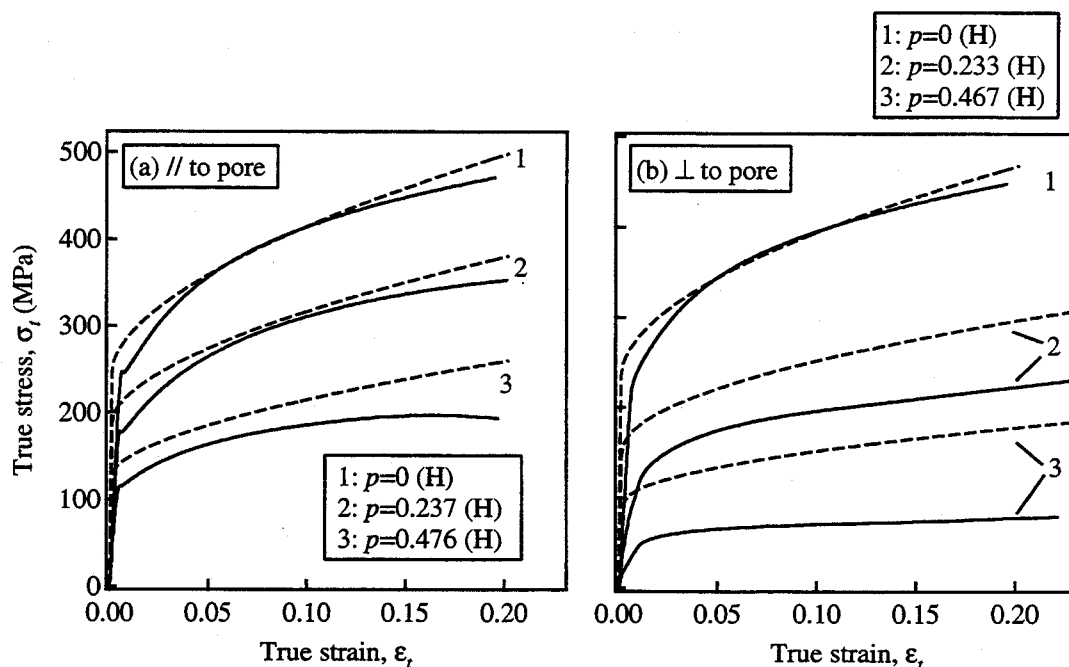 1: p=0 (H)
2: p=0.233 (H)
3: p=0.467 (H)
(a) // to pore
1
2
3
1: p=0 (H)
2: p=0.237 (H)
3: p=0.476 (H)
500
400
300
200
100
0
0.00 0.05 0.10 0.15 0.20
True stress, σt (MPa)
True strain, εt
(b) ⊥ to pore
1
2
3
0.00 0.05 0.10 0.15 0.20
True strain, εt